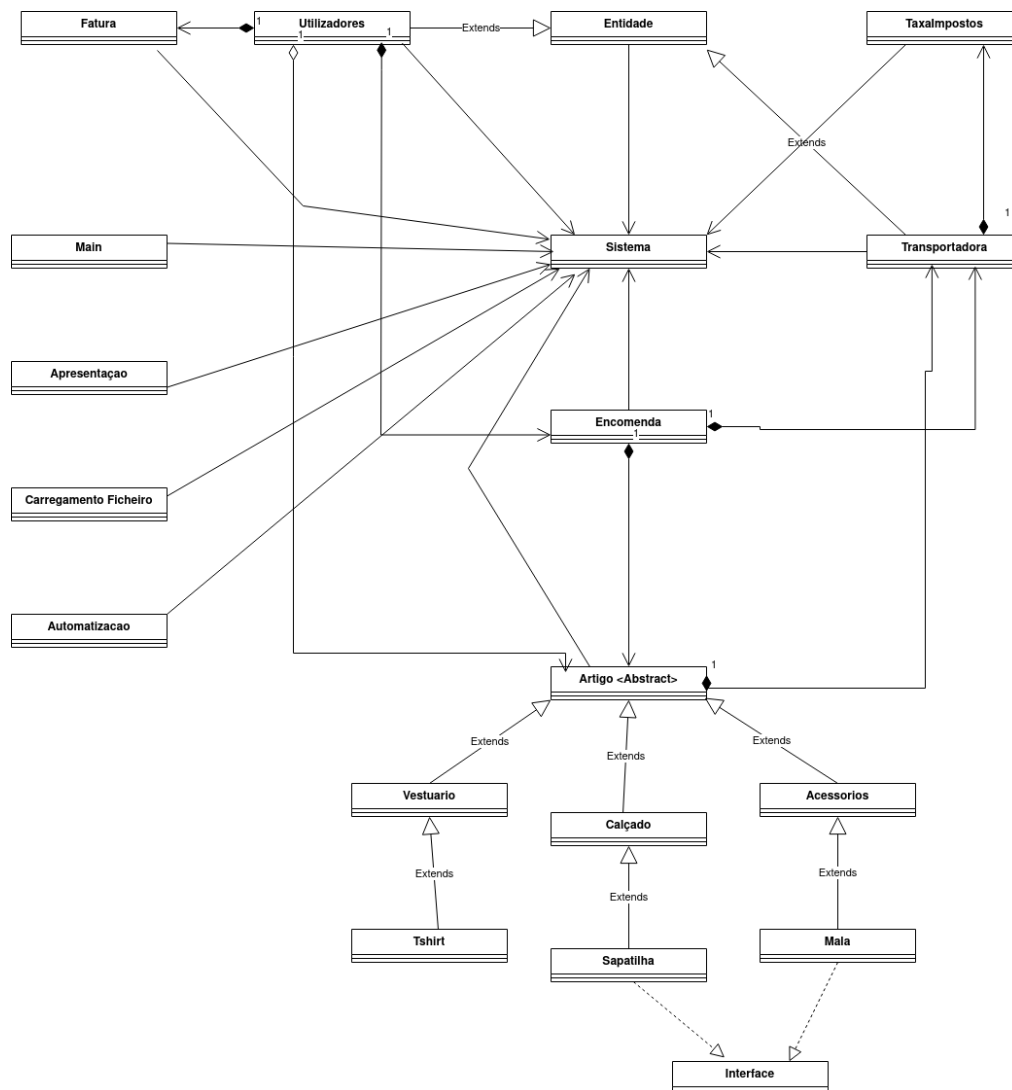 Fatura
1
Utilizadores
1
1
Extends
Entidade
TaxaImpostos
Extends
1
Main
Sistema
Transportadora
Apresentaçao
Encomenda
1
1
Carregamento Ficheiro
Automatizacao
Artigo <Abstract>
1
Extends
Extends
Extends
Vestuario
Calçado
Acessorios
Extends
Extends
Extends
Tshirt
Sapatilha
Mala
Interface